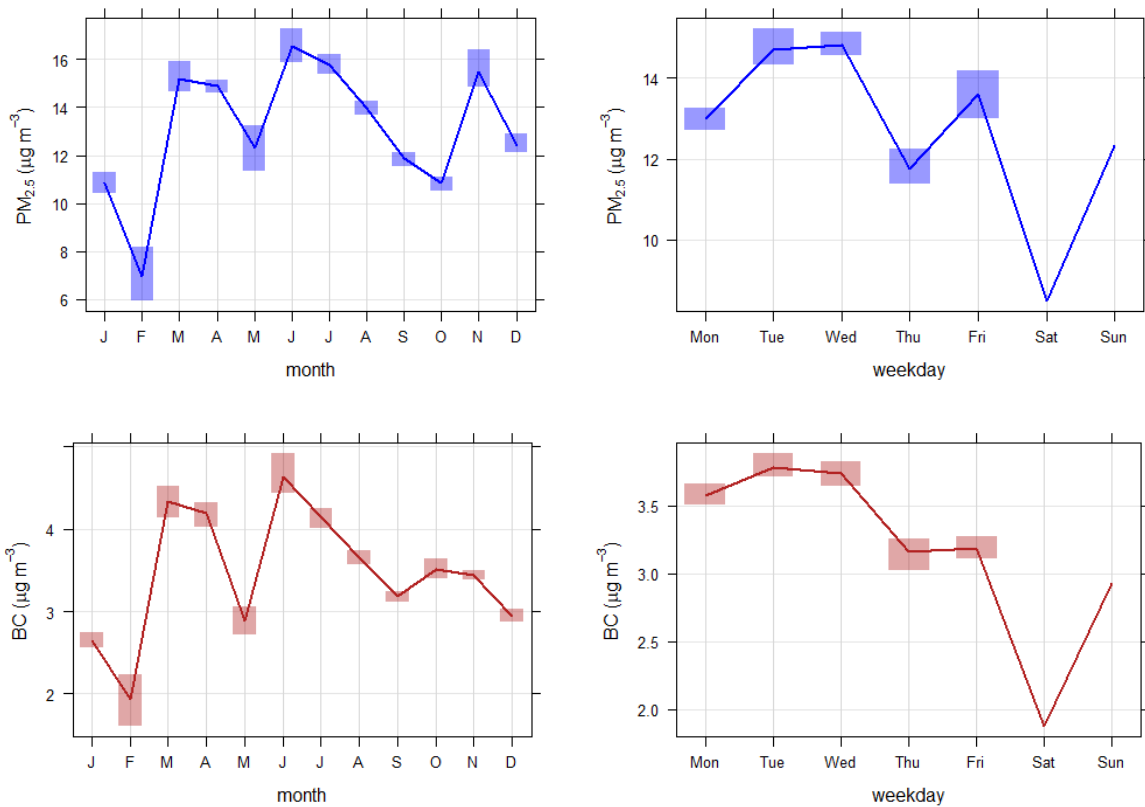 PM2.5 (µg m−3)
16
14
12
10
8
6
J F M A M J J A S O N D
month
PM2.5 (µg m−3)
14
12
10
Mon Tue Wed Thu Fri Sat Sun
weekday
BC (µg m−3)
4
3
2
J F M A M J J A S O N D
month
BC (µg m−3)
3.5
3.0
2.5
2.0
Mon Tue Wed Thu Fri Sat Sun
weekday